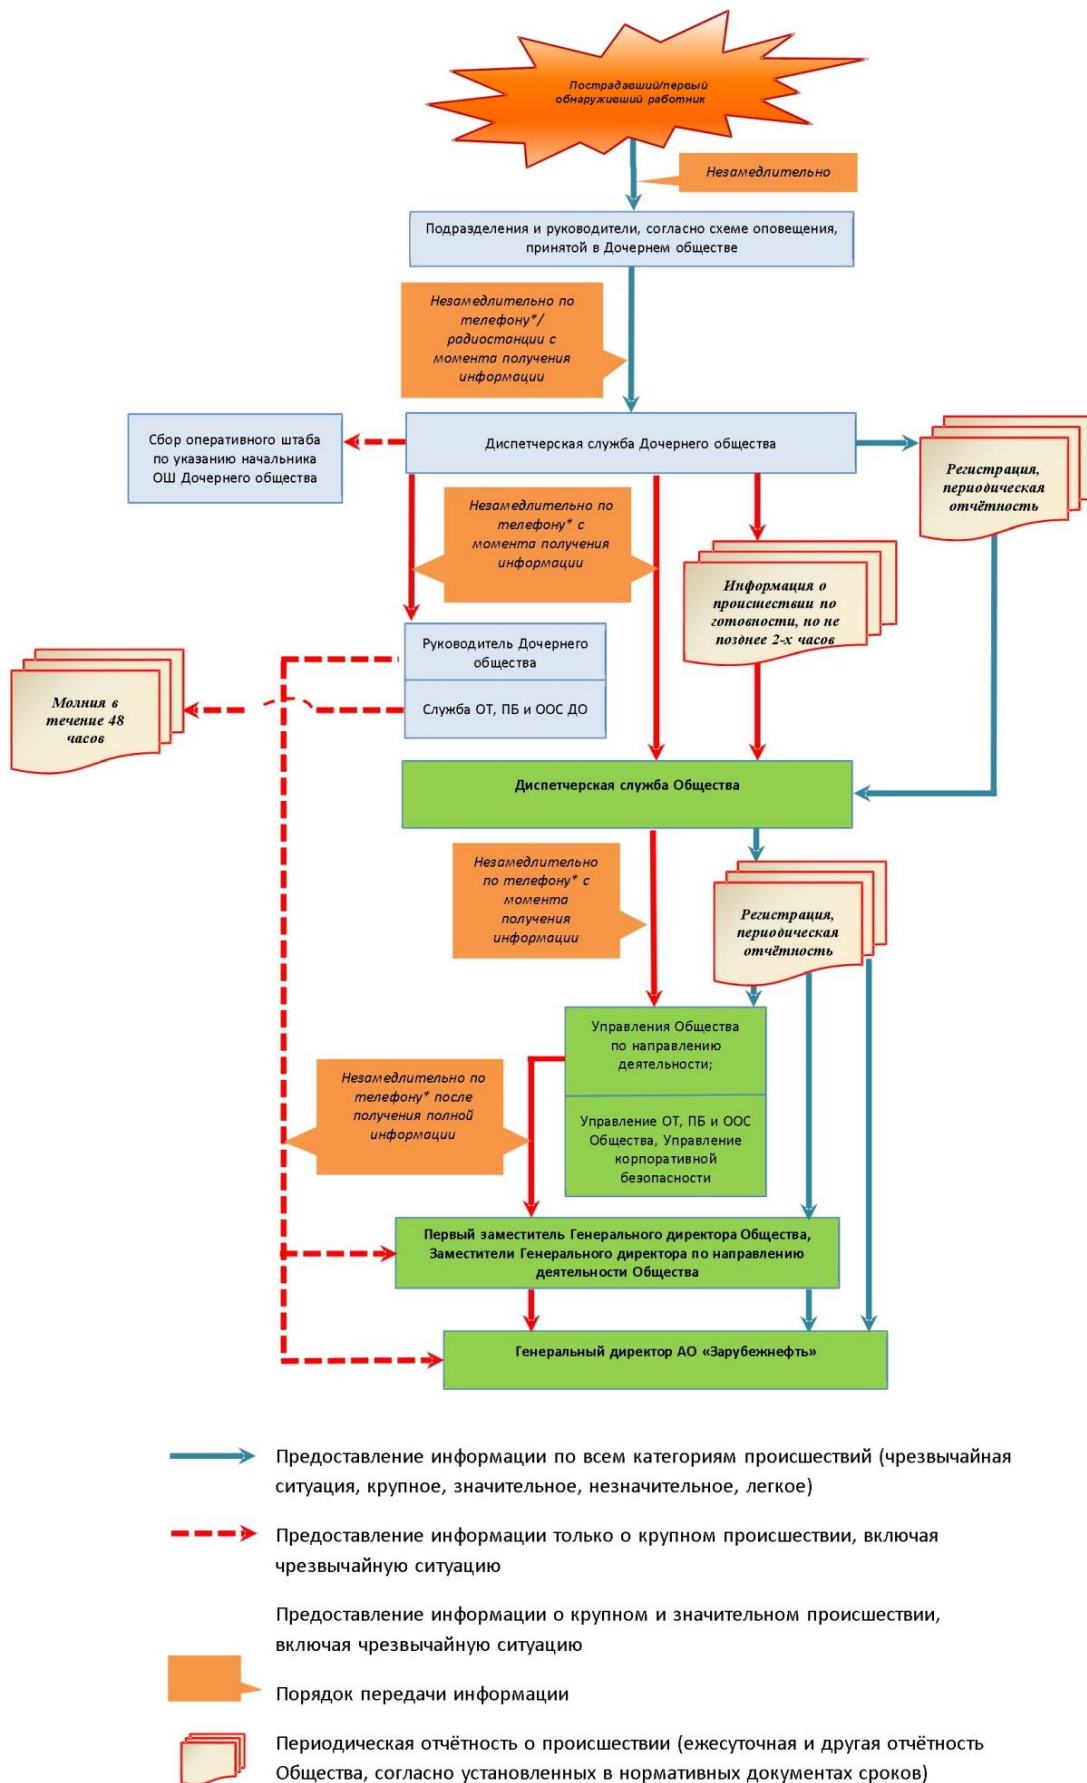 Пострадавший/первый
обнаруживший работник
Незамедлительно
Подразделения и руководители, согласно схеме оповещения,
принятой в Дочернем обществе
Незамедлительно по
телефону*/
радиостанции с
момента получения
информации
Сбор оперативного штаба
по указанию начальника
ОШ Дочернего общества
Диспетчерская служба Дочернего общества
Регистрация,
периодическая
отчётность
Незамедлительно по
телефону* с
момента получения
информации
Информация о
происшествии по
готовности, но не
позднее 2-х часов
Руководитель Дочернего
общества
Служба ОТ, ПБ и ООС ДО
Молния в
течение 48
часов
Диспетчерская служба Общества
Незамедлительно
по телефону* с
момента
получения
информации
Регистрация,
периодическая
отчётность
Управления Общества
по направлению
деятельности;
Управление ОТ, ПБ и ООС
Общества, Управление
корпоративной
безопасности
Незамедлительно по
телефону* после
получения полной
информации
Первый заместитель Генерального директора Общества,
Заместители Генерального директора по направлению
деятельности Общества
Генеральный директор АО «Зарубежнефть»
Предоставление информации по всем категориям происшествий (чрезвычайная
ситуация, крупное, значительное, незначительное, легкое)
Предоставление информации только о крупном происшествии, включая
чрезвычайную ситуацию
Предоставление информации о крупном и значительном происшествии,
включая чрезвычайную ситуацию
Порядок передачи информации
Периодическая отчётность о происшествии (ежесуточная и другая отчётность
Общества, согласно установленных в нормативных документах сроков)